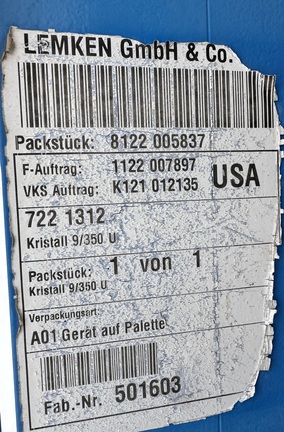 LEMKEN GmbH & Co.
Packstück: 8122 005837
F-Auftrag: 1122 007897
VKS Auftrag: K121 012135 USA
722 1312
Kristall 9/350 U
Packstück: 1 von 1
Kristall 9/350 U
Verpackungsart:
A01 Gerät auf Palette
Fab.-Nr. 501603